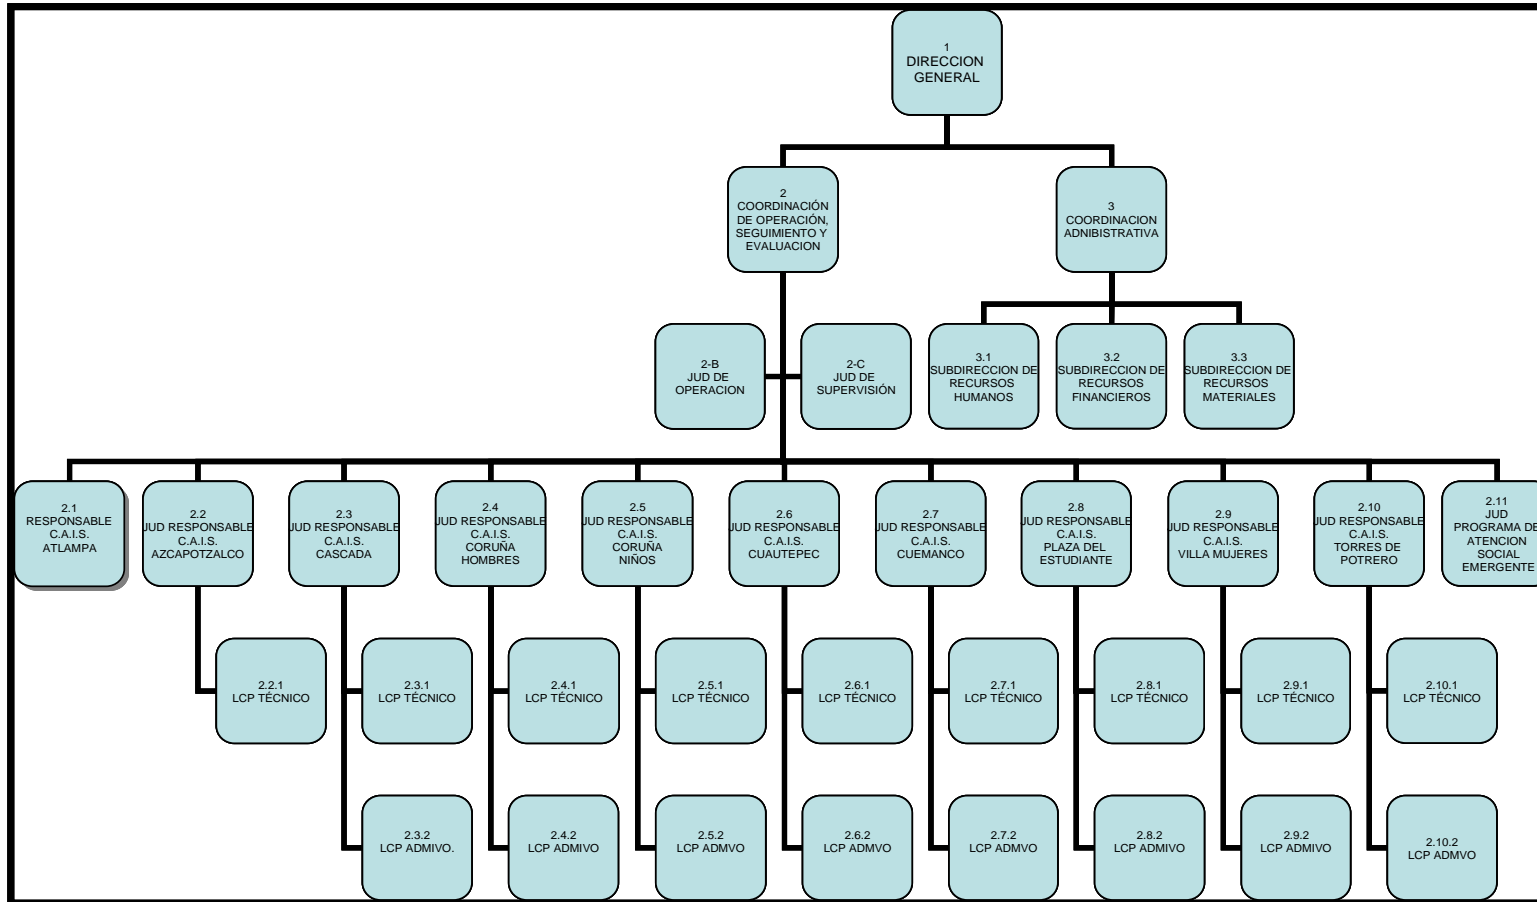 1
DIRECCION
GENERAL
2
COORDINACIÓN
DE OPERACIÓN,
SEGUIMIENTO Y
EVALUACION
3
COORDINACION
ADNIBISTRATIVA
2-B
JUD DE
OPERACION
2-C
JUD DE
SUPERVISIÓN
3.1
SUBDIRECCION DE
RECURSOS
HUMANOS
3.2
SUBDIRECCION DE
RECURSOS
FINANCIEROS
3.3
SUBDIRECCION DE
RECURSOS
MATERIALES
2.1
RESPONSABLE
C.A.I.S.
ATLAMPA
2.2
JUD RESPONSABLE
C.A.I.S.
AZCAPOTZALCO
2.3
JUD RESPONSABLE
C.A.I.S.
CASCADA
2.4
JUD RESPONSABLE
C.A.I.S.
CORUÑA
HOMBRES
2.5
JUD RESPONSABLE
C.A.I.S.
CORUÑA
NIÑOS
2.6
JUD RESPONSABLE
C.A.I.S.
CUAUTEPEC
2.7
JUD RESPONSABLE
C.A.I.S.
CUEMANCO
2.8
JUD RESPONSABLE
C.A.I.S.
PLAZA DEL
ESTUDIANTE
2.9
JUD RESPONSABLE
C.A.I.S.
VILLA MUJERES
2.10
JUD RESPONSABLE
C.A.I.S.
TORRES DE
POTRERO
2.11
JUD
PROGRAMA DE
ATENCION
SOCIAL
EMERGENTE
2.2.1
LCP TÉCNICO
2.3.1
LCP TÉCNICO
2.4.1
LCP TÉCNICO
2.5.1
LCP TÉCNICO
2.6.1
LCP TÉCNICO
2.7.1
LCP TÉCNICO
2.8.1
LCP TÉCNICO
2.9.1
LCP TÉCNICO
2.10.1
LCP TÉCNICO
2.3.2
LCP ADMIVO.
2.4.2
LCP ADMIVO
2.5.2
LCP ADMVO
2.6.2
LCP ADMVO
2.7.2
LCP ADMVO
2.8.2
LCP ADMIVO
2.9.2
LCP ADMIVO
2.10.2
LCP ADMVO